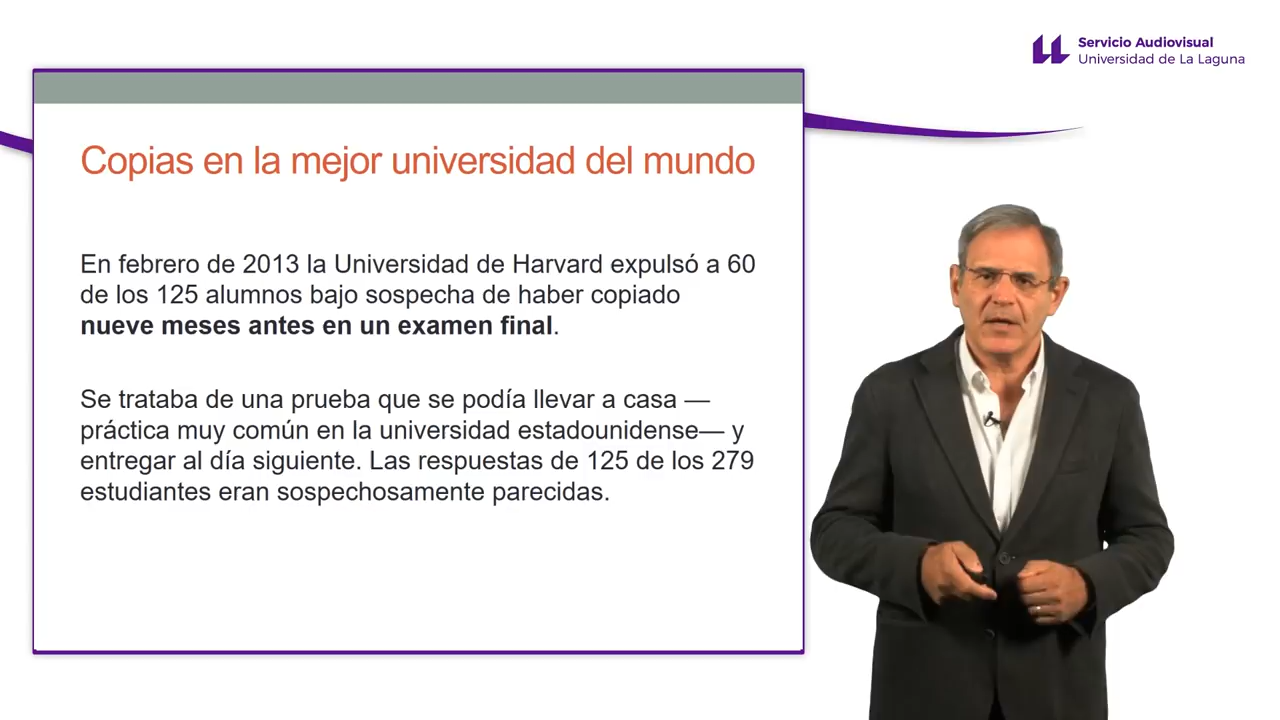 Servicio Audiovisual
Universidad de La Laguna
Copias en la mejor universidad del mundo
En febrero de 2013 la Universidad de Harvard expulsó a 60
de los 125 alumnos bajo sospecha de haber copiado
nueve meses antes en un examen final.
Se trataba de una prueba que se podía llevar a casa —
práctica muy común en la universidad estadounidense— y
entregar al día siguiente. Las respuestas de 125 de los 279
estudiantes eran sospechosamente parecidas.